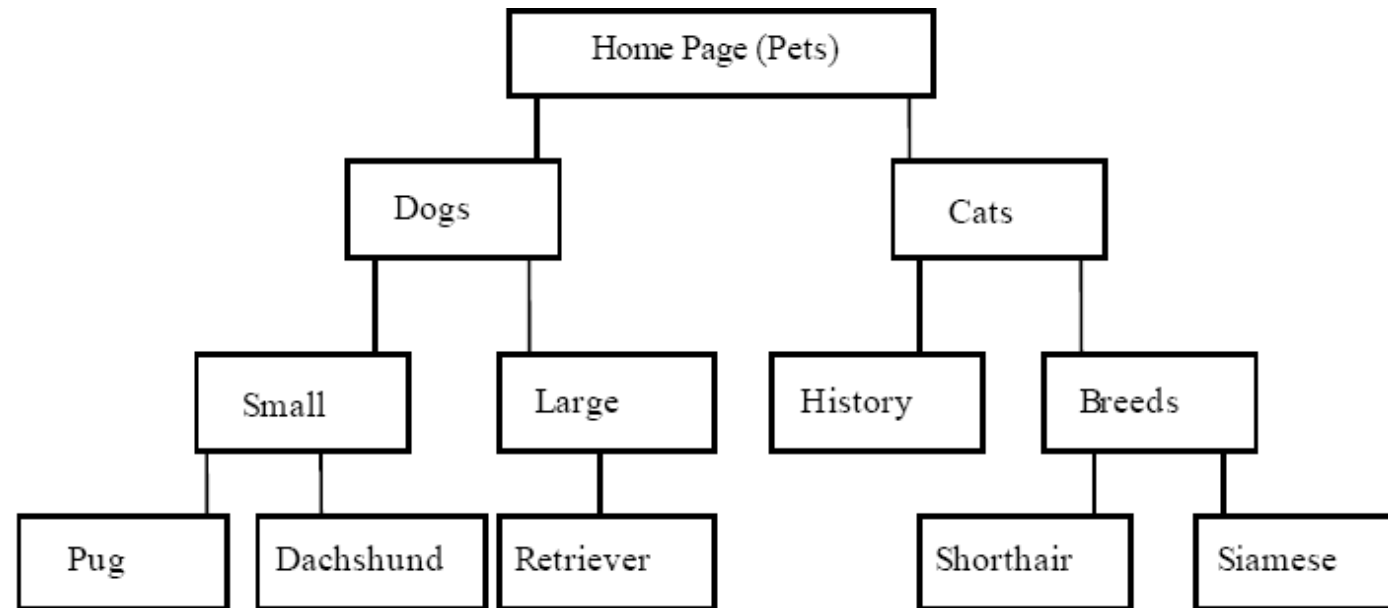 Home Page (Pets)
Dogs
Cats
Small
Large
History
Breeds
Pug
Dachshund
Retriever
Shorthair
Siamese